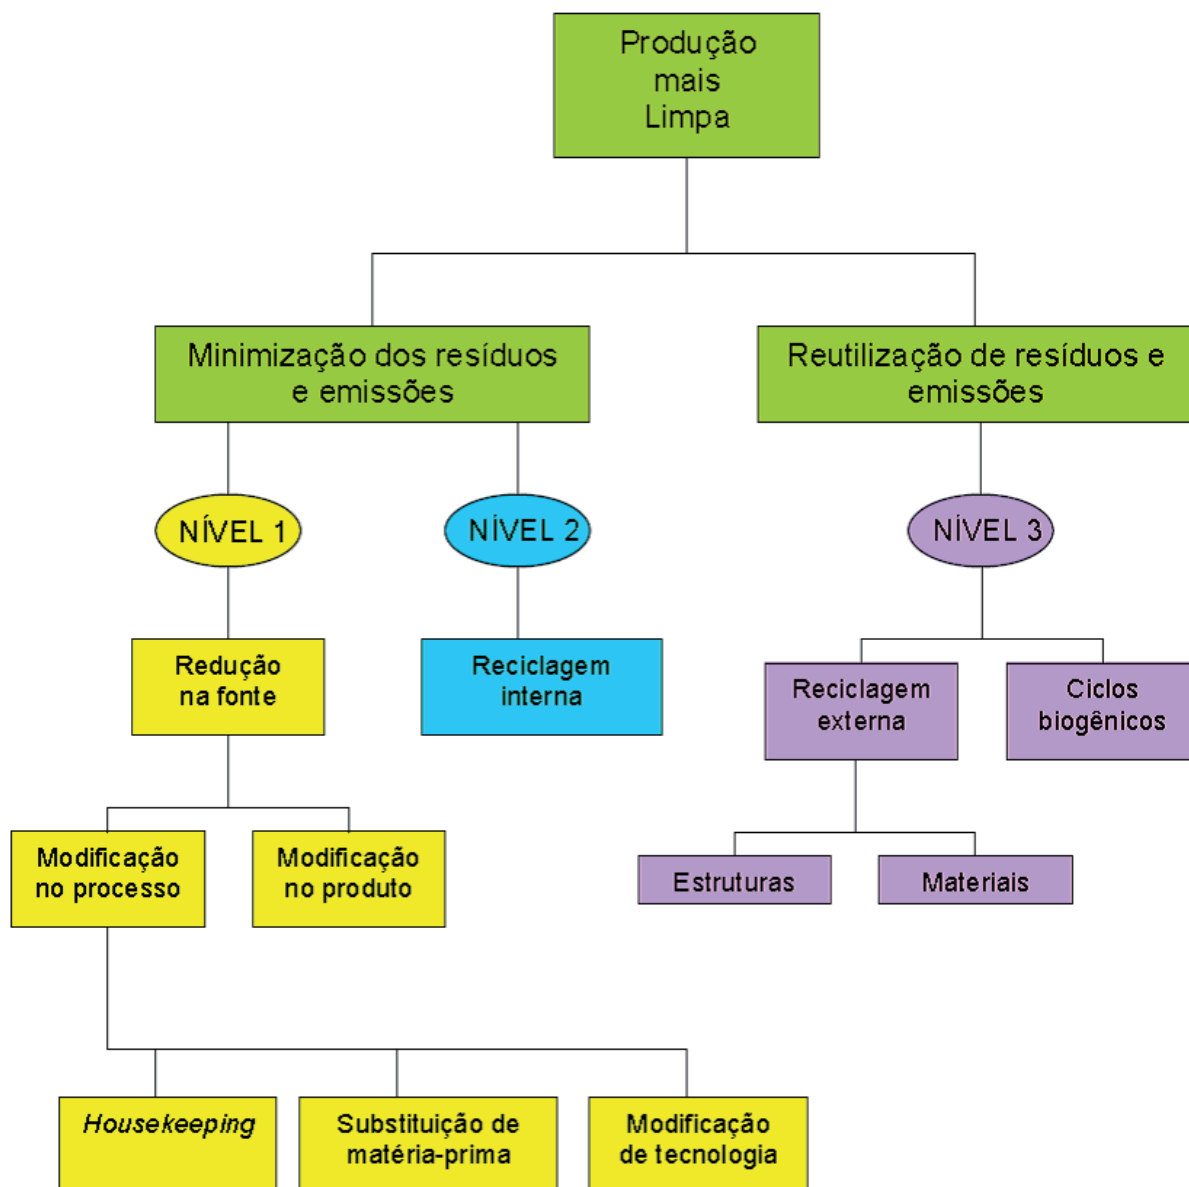 Produção
mais
Limpa
Minimização dos resíduos
e emissões
Reutilização de resíduos e
emissões
NÍVEL 1
NÍVEL 2
NÍVEL 3
Redução
na fonte
Reciclagem
interna
Reciclagem
externa
Ciclos
biogênicos
Modificação
no processo
Modificação
no produto
Estruturas
Materiais
Housekeeping
Substituição de
matéria-prima
Modificação
de tecnologia